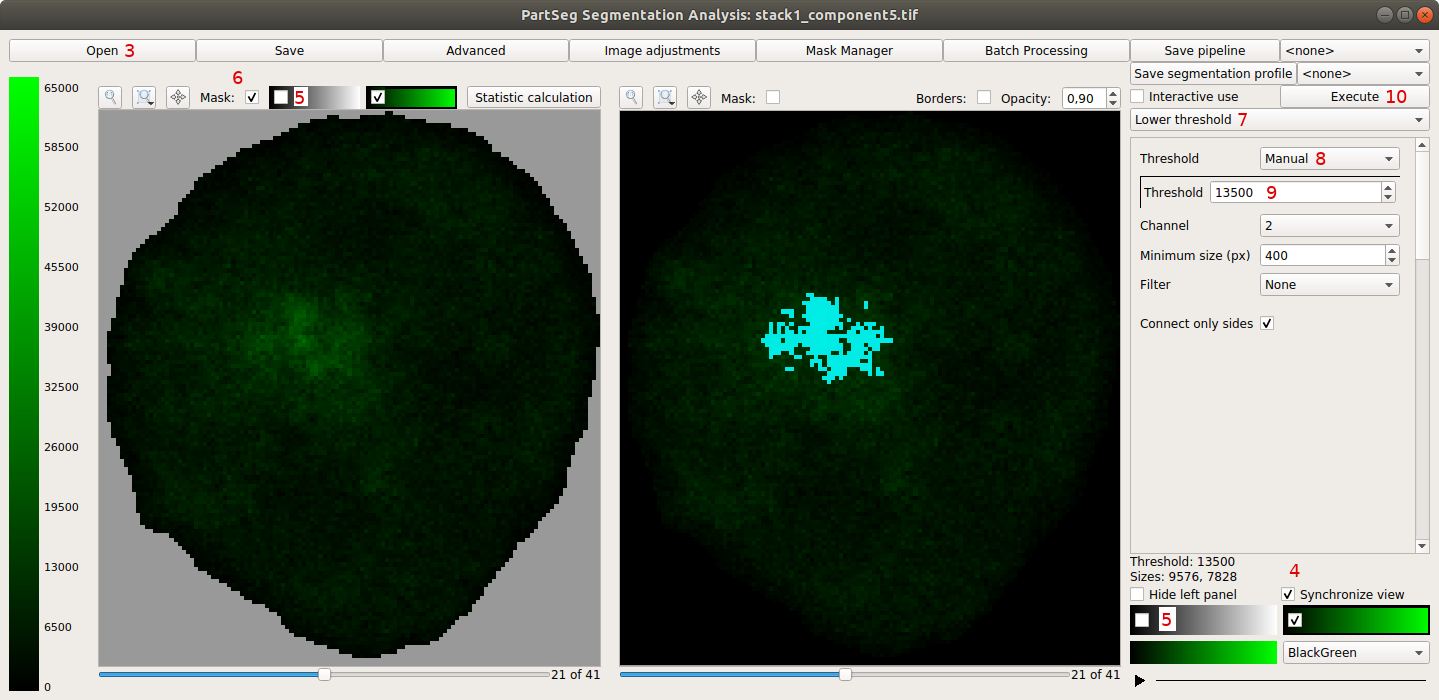 PartSeg Segmentation Analysis: stack1_component5.tif
Open 3 Save Advanced Image adjustments Mask Manager Batch Processing Save pipeline <none>
Save segmentation profile <none>
6
Mask: 5 Statistic calculation Mask: Borders: Opacity: 0,90 Interactive use Execute 10
Lower threshold 7
65000
58500
52000
45500
39000
32500
26000
19500
13000
6500
0
Threshold Manual 8
Threshold 13500 9
Channel 2
Minimum size (px) 400
Filter None
Connect only sides
Threshold: 13500
Sizes: 9576, 7828
4
Hide left panel Synchronize view
5
BlackGreen
21 of 41 21 of 41